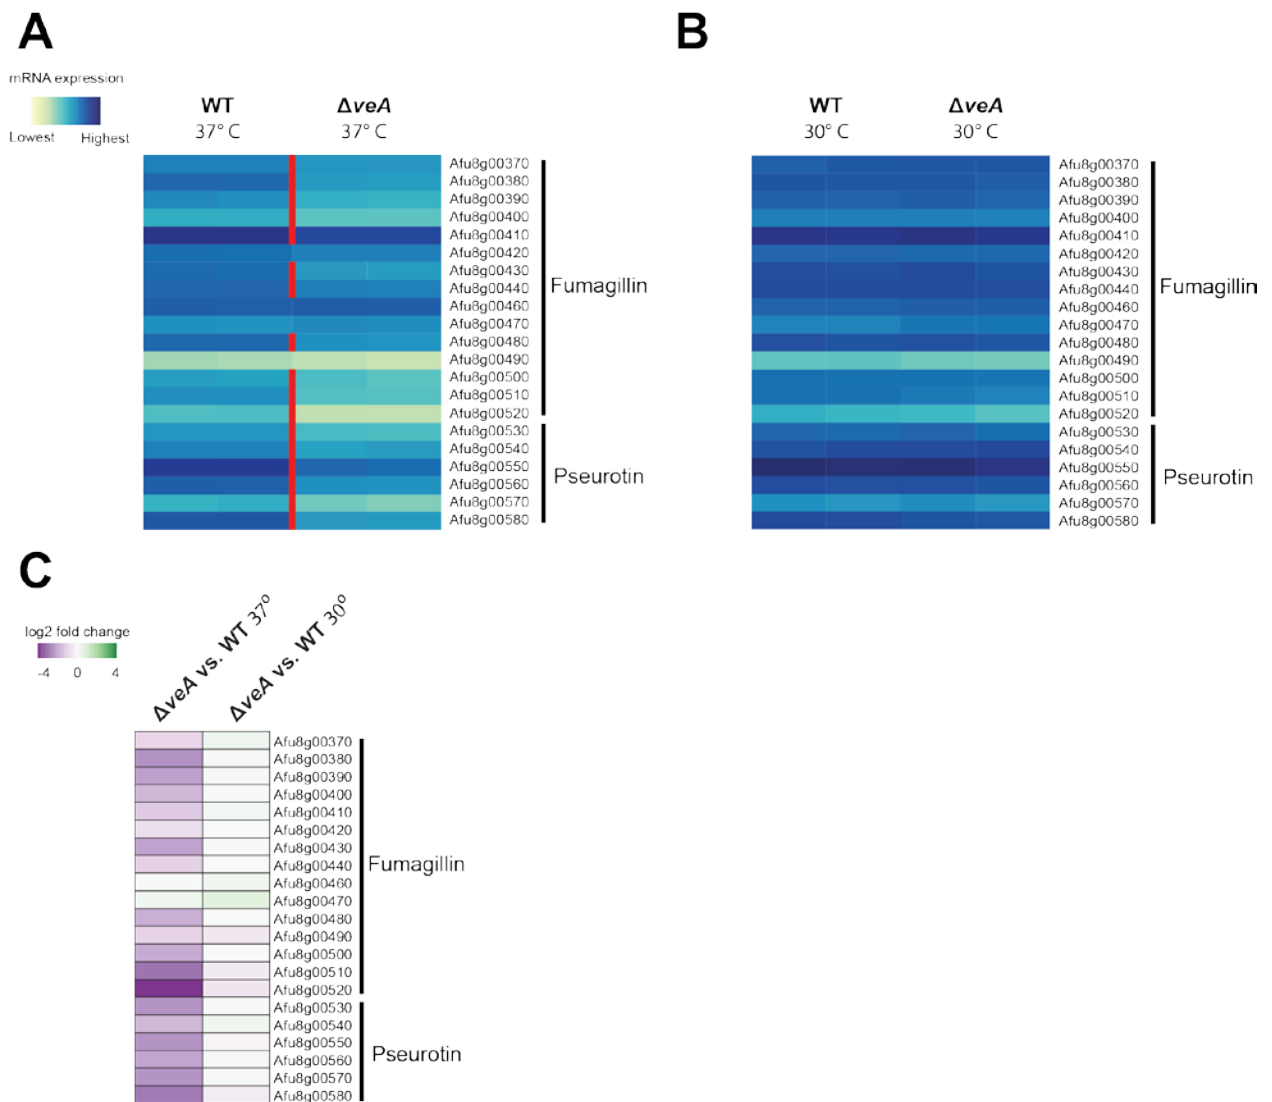 A
mRNA expression
Lowest Highest
WT
37° C
ΔveA
37° C
Afu8g00370
Afu8g00380
Afu8g00390
Afu8g00400
Afu8g00410
Afu8g00420
Afu8g00430
Afu8g00440
Afu8g00460
Afu8g00470
Afu8g00480
Afu8g00490
Afu8g00500
Afu8g00510
Afu8g00520
Afu8g00530
Afu8g00540
Afu8g00550
Afu8g00560
Afu8g00570
Afu8g00580
Fumagillin
Pseurotin
B
WT
30° C
ΔveA
30° C
Afu8g00370
Afu8g00380
Afu8g00390
Afu8g00400
Afu8g00410
Afu8g00420
Afu8g00430
Afu8g00440
Afu8g00460
Afu8g00470
Afu8g00480
Afu8g00490
Afu8g00500
Afu8g00510
Afu8g00520
Afu8g00530
Afu8g00540
Afu8g00550
Afu8g00560
Afu8g00570
Afu8g00580
Fumagillin
Pseurotin
C
log2 fold change
-4 0 4
ΔveA vs. WT 37°
ΔveA vs. WT 30°
Afu8g00370
Afu8g00380
Afu8g00390
Afu8g00400
Afu8g00410
Afu8g00420
Afu8g00430
Afu8g00440
Afu8g00460
Afu8g00470
Afu8g00480
Afu8g00490
Afu8g00500
Afu8g00510
Afu8g00520
Afu8g00530
Afu8g00540
Afu8g00550
Afu8g00560
Afu8g00570
Afu8g00580
Fumagillin
Pseurotin